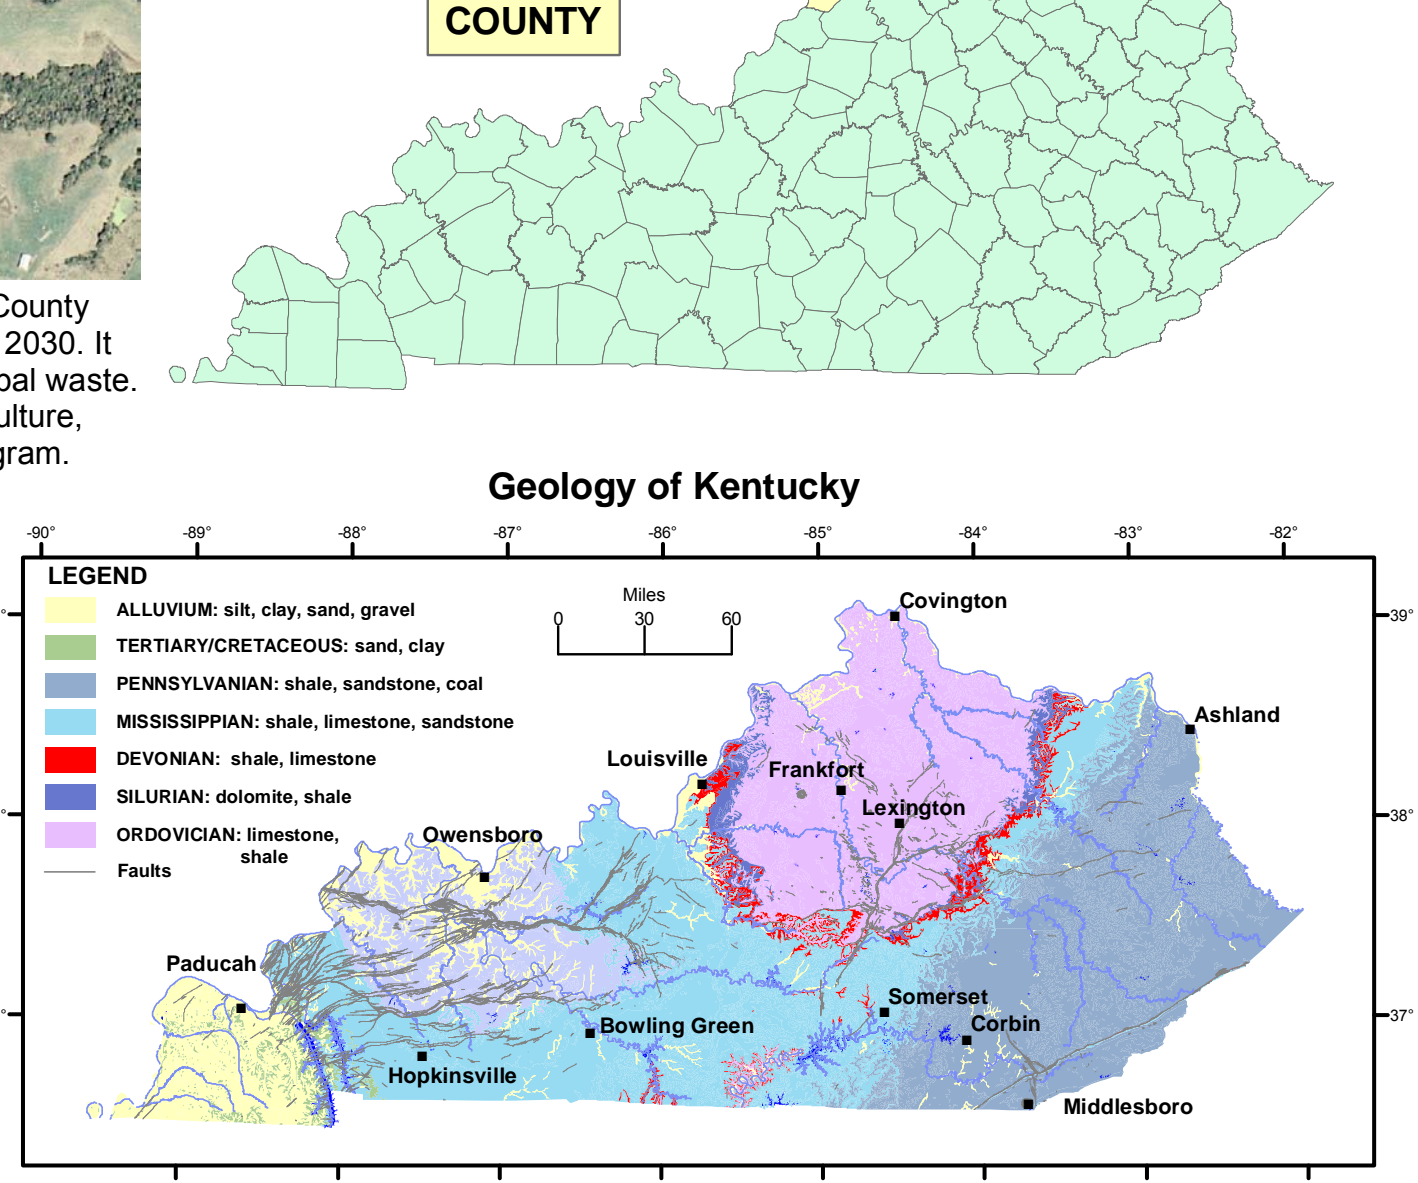 COUNTY
County
2030. It
waste.
gram.
Geology of Kentucky
-90° -89° -88° -87° -86° -85° -84° -83° -82°
LEGEND
ALLUVIUM: silt, clay, sand, gravel
TERTIARY/CRETACEOUS: sand, clay
PENNSYLVANIAN: shale, sandstone, coal
MISSISSIPPIAN: shale, limestone, sandstone
DEVONIAN: shale, limestone
SILURIAN: dolomite, shale
ORDOVICIAN: limestone,
shale
Faults
Miles
0 30 60
Covington
39°
Ashland
Louisville
Frankfort
Lexington
38°
Owensboro
Paducah
Somerset
37°
Corbin
Bowling Green
Hopkinsville
Middlesboro